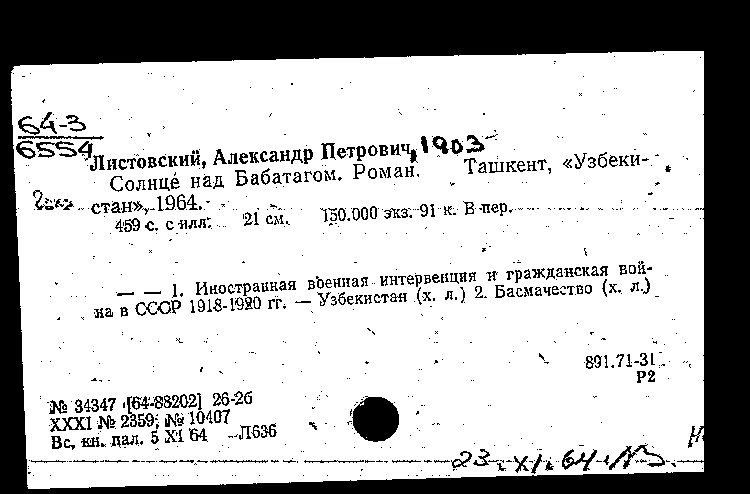 64-3
6554
Листовский, Александр Петрович, 1903-
Солнце над Бабатагом. Роман. Ташкент, «Узбеки-
стан», 1964.
459 с. с илл. 21 см. 150.000 экз. 91 к. В пер.
— — 1. Иностранная военная интервенция и гражданская вой-
на в СССР 1918-1920 гг. — Узбекистан (х. л.) 2. Басмачество (х. л.)
891.71-31
Р2
№ 34347 [64-88202] 26-26
XXXI № 2359; № 10407
Вс. кн. пал. 5 XI 64 Л636
23.XI.64